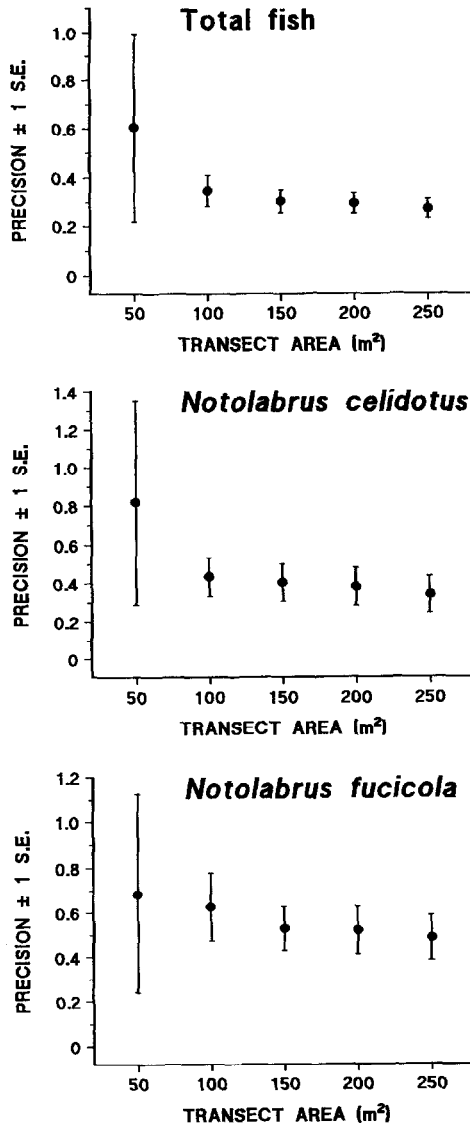 Total fish
PRECISION ± 1 S.E.
1.0
0.8
0.6
0.4
0.2
0
50 100 150 200 250
TRANSECT AREA (m²)
Notolabrus celidotus
PRECISION ± 1 S.E.
1.4
1.2
1.0
0.8
0.6
0.4
0.2
0
50 100 150 200 250
TRANSECT AREA (m²)
Notolabrus fucicola
PRECISION ± 1 S.E.
1.2
1.0
0.8
0.6
0.4
0.2
0
50 100 150 200 250
TRANSECT AREA (m²)